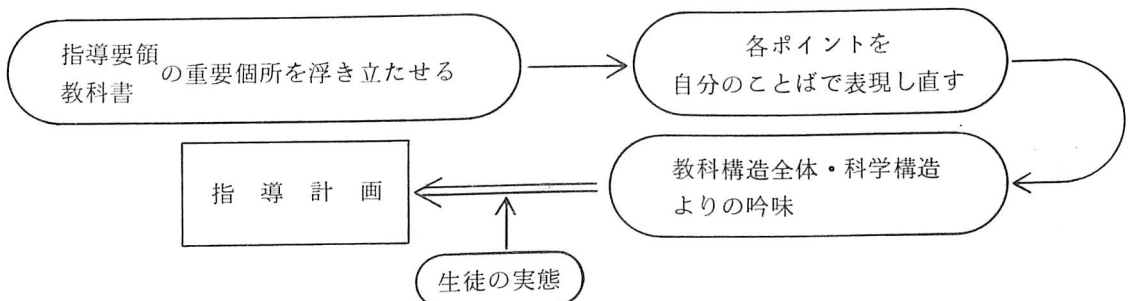 指導要領
教科書
の重要個所を浮き立たせる
各ポイントを
自分のことばで表現し直す
教科構造全体・科学構造
よりの吟味
指導計画
生徒の実態